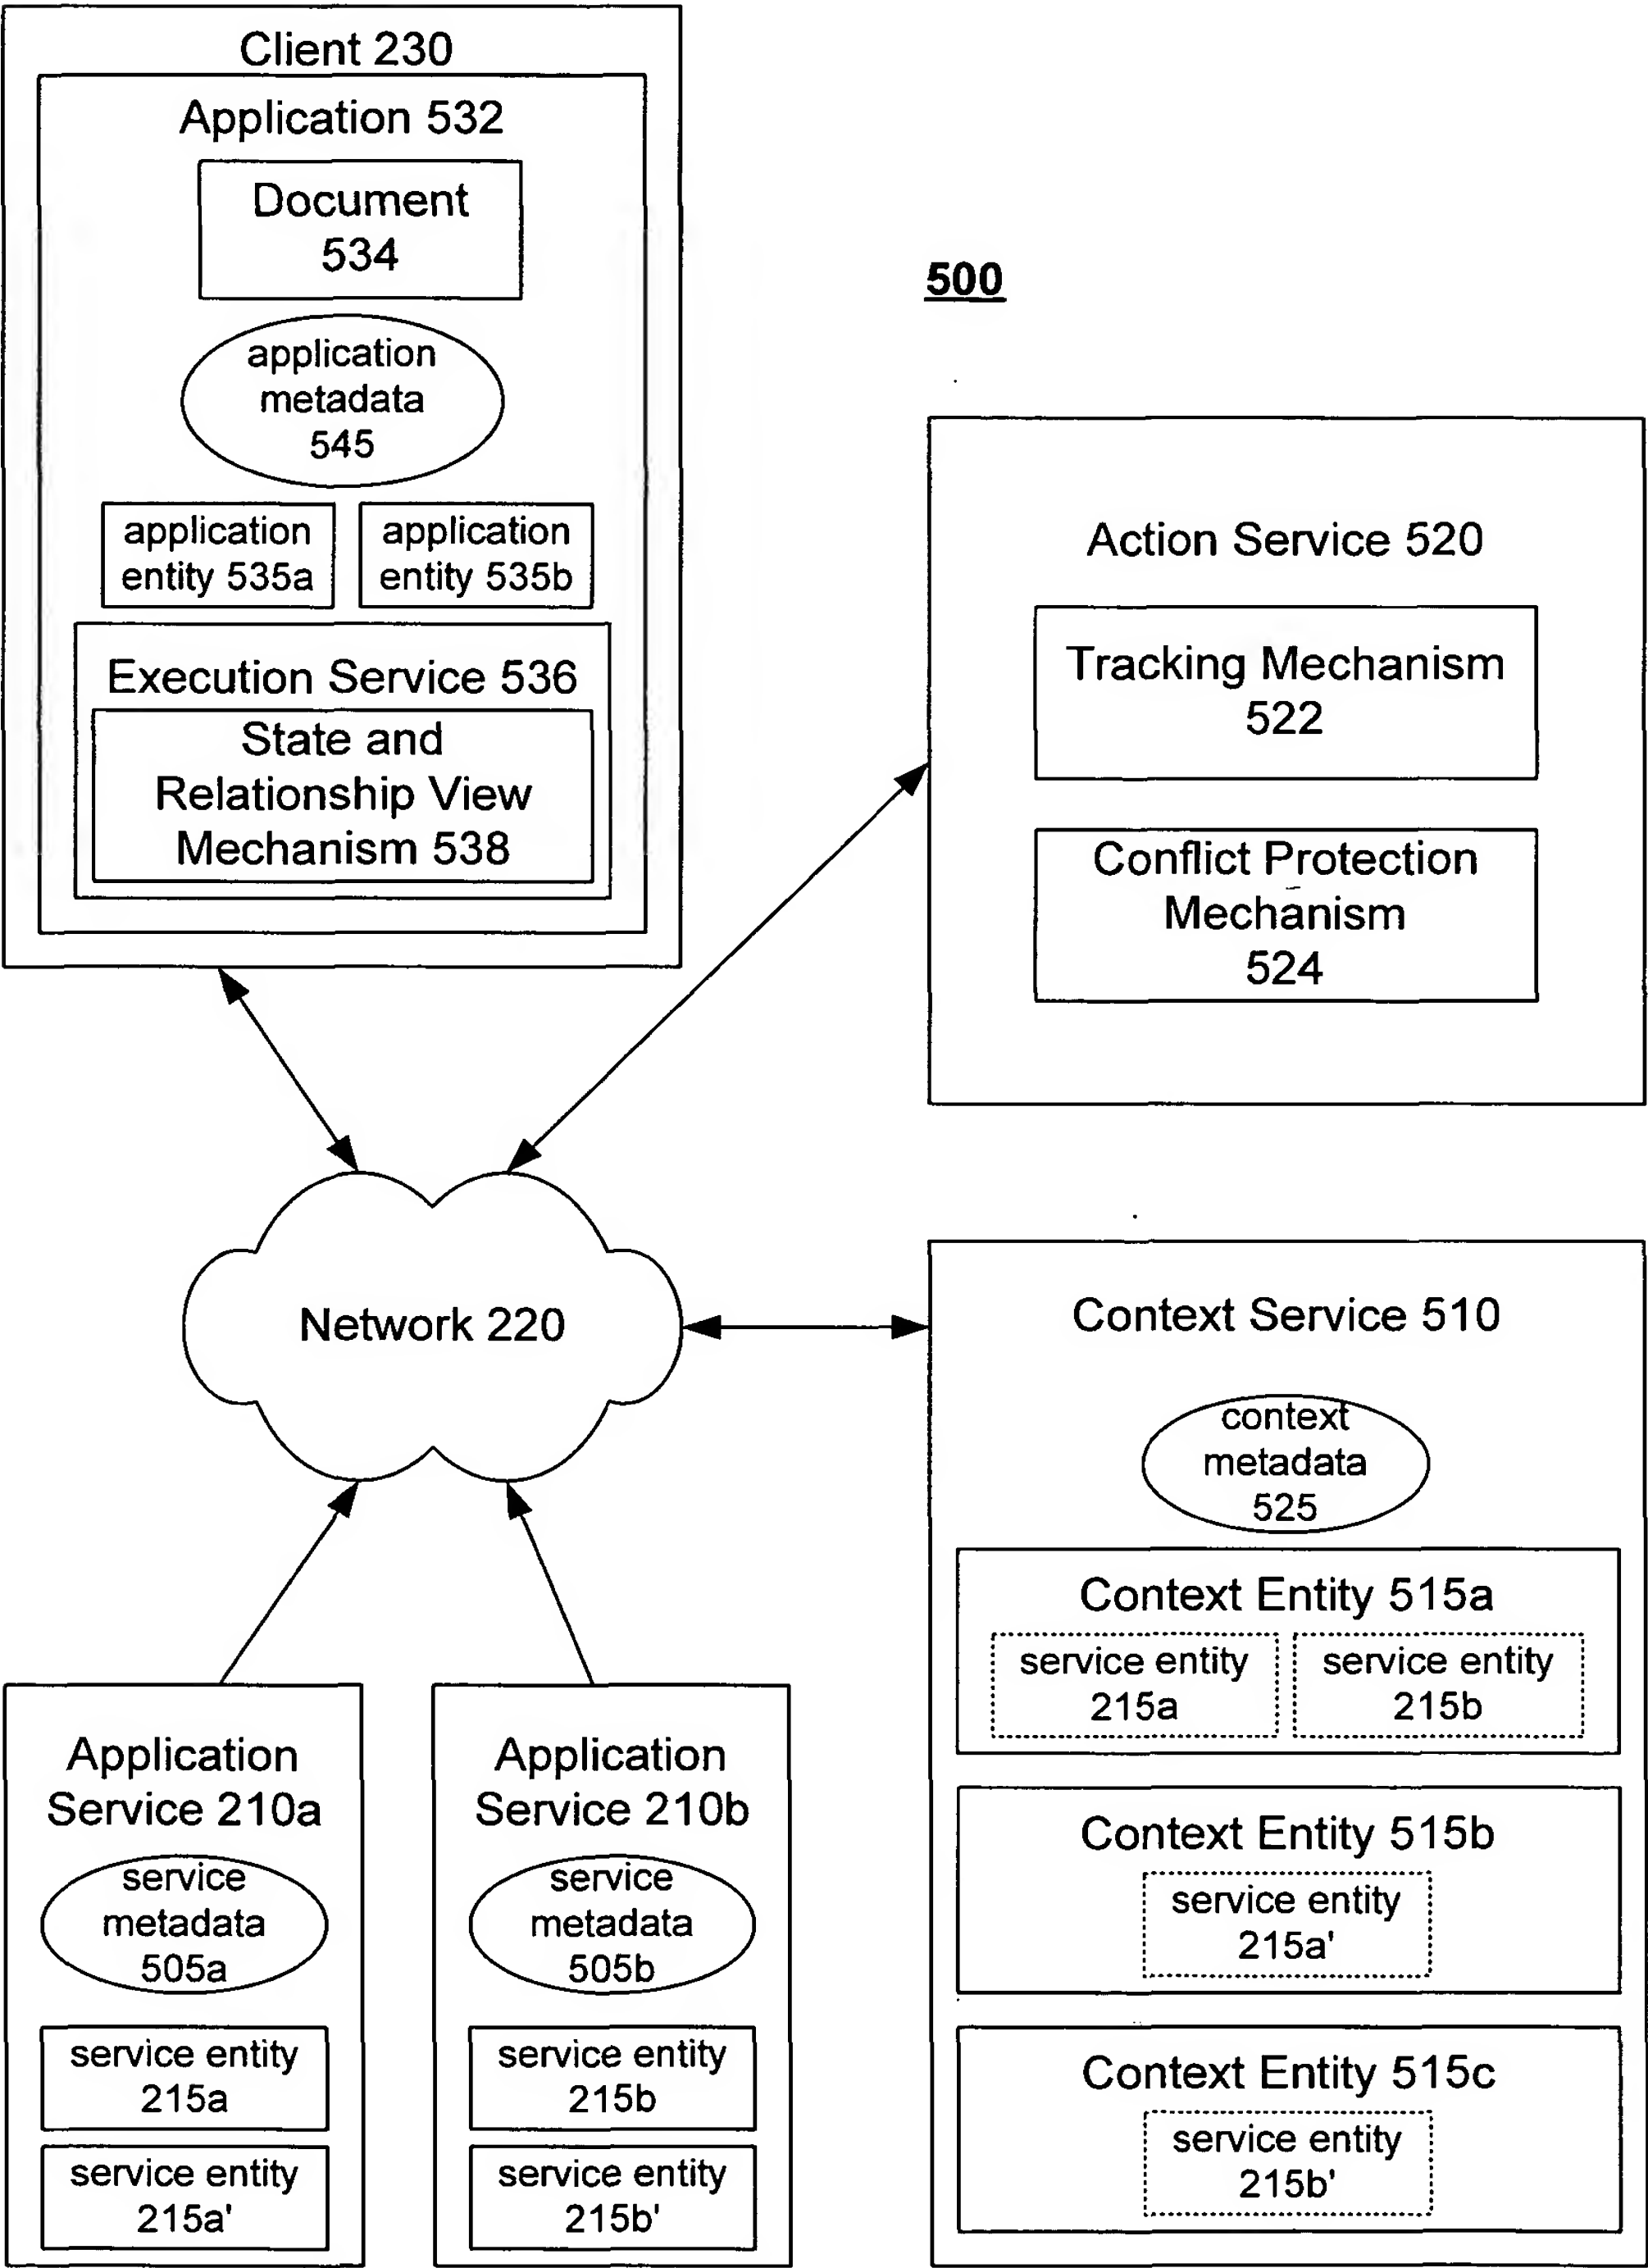 Client 230
Application 532
Document
534
application
metadata
545
application
entity 535a
application
entity 535b
Execution Service 536
State and
Relationship View
Mechanism 538
500
Action Service 520
Tracking Mechanism
522
Conflict Protection
Mechanism
524
Network 220
Context Service 510
context
metadata
525
Context Entity 515a
service entity
215a
service entity
215b
Context Entity 515b
service entity
215a'
Context Entity 515c
service entity
215b'
Application
Service 210a
service
metadata
505a
service entity
215a
service entity
215a'
Application
Service 210b
service
metadata
505b
service entity
215b
service entity
215b'